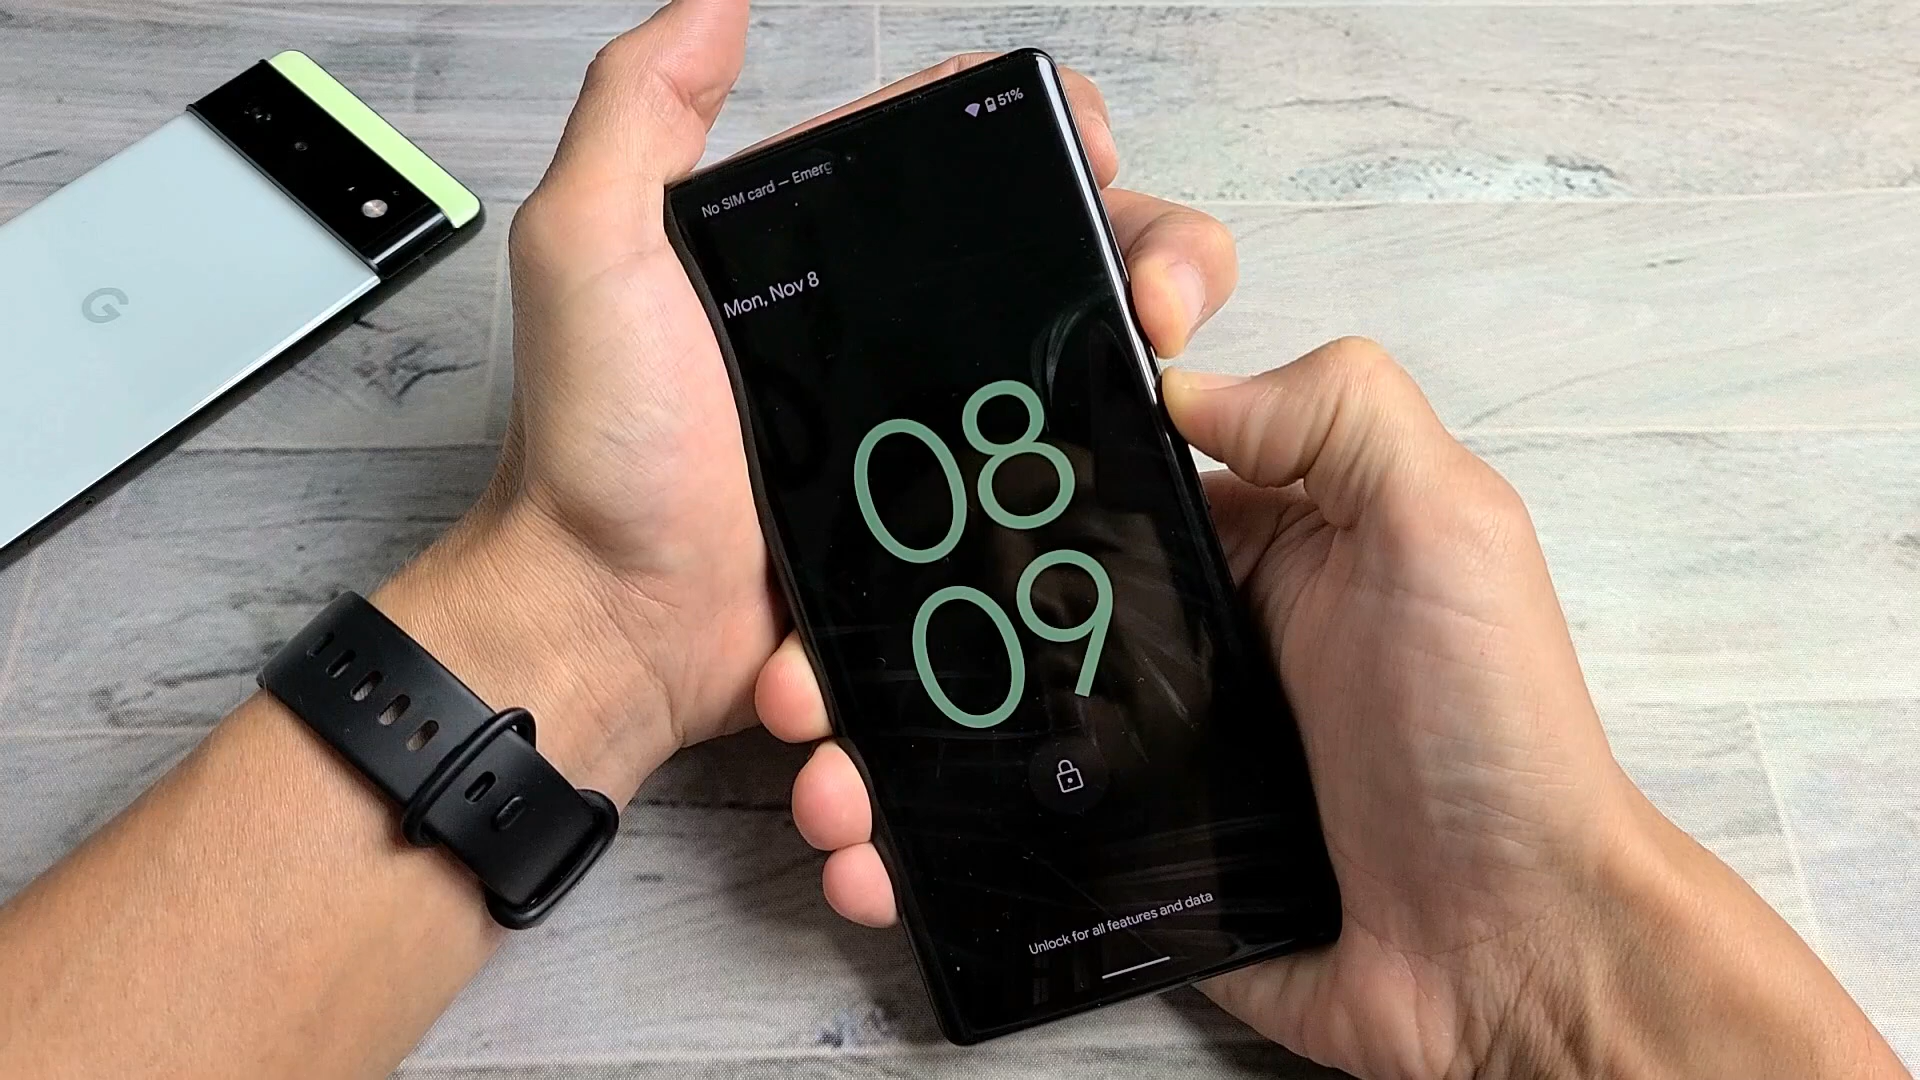 51%
No SIM card — Emerg
Mon, Nov 8
08
09
Unlock for all features and data
G